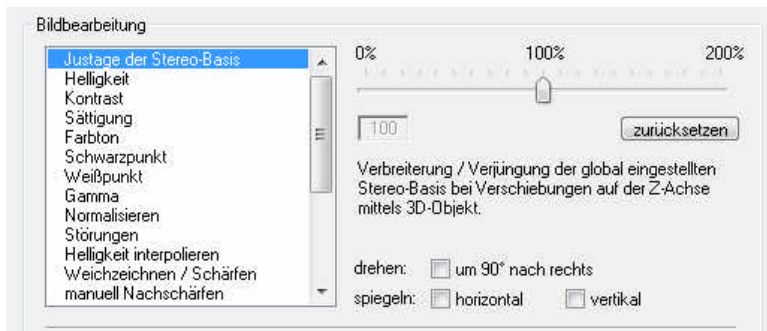 Bildbearbeitung
Justage der Stereo-Basis
Helligkeit
Kontrast
Sättigung
Farbton
Schwarzpunkt
Weißpunkt
Gamma
Normalisieren
Störungen
Helligkeit interpolieren
Weichzeichnen / Schärfen
manuell Nachschärfen
0% 100% 200%
100 zurücksetzen
Verbreiterung / Verjüngung der global eingestellten
Stereo-Basis bei Verschiebungen auf der Z-Achse
mittels 3D-Objekt.
drehen: um 90° nach rechts
spiegeln: horizontal vertikal